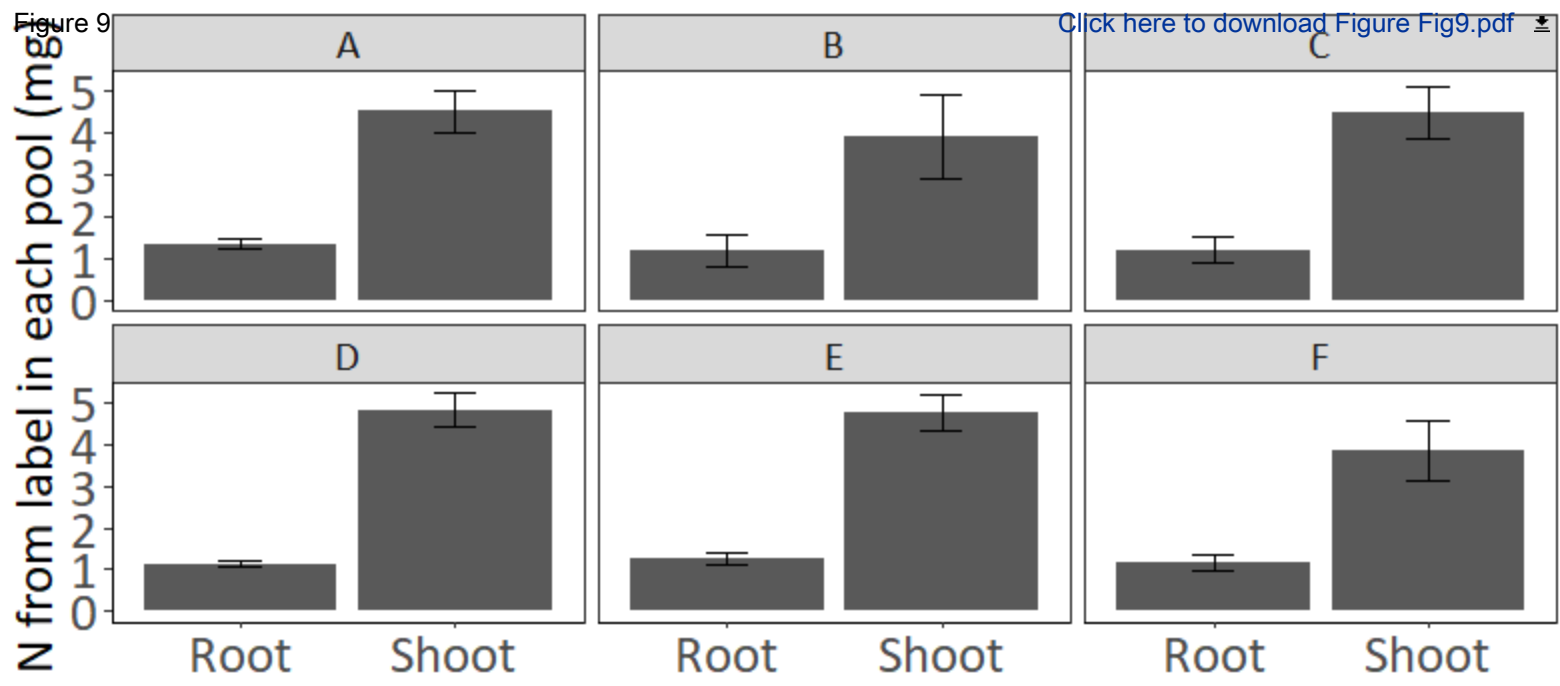 Figure 9
Click here to download Figure Fig9.pdf
N from label in each pool (mg)
A
B
C
5
4
3
2
1
0
D
E
F
5
4
3
2
1
0
Root
Shoot
Root
Shoot
Root
Shoot